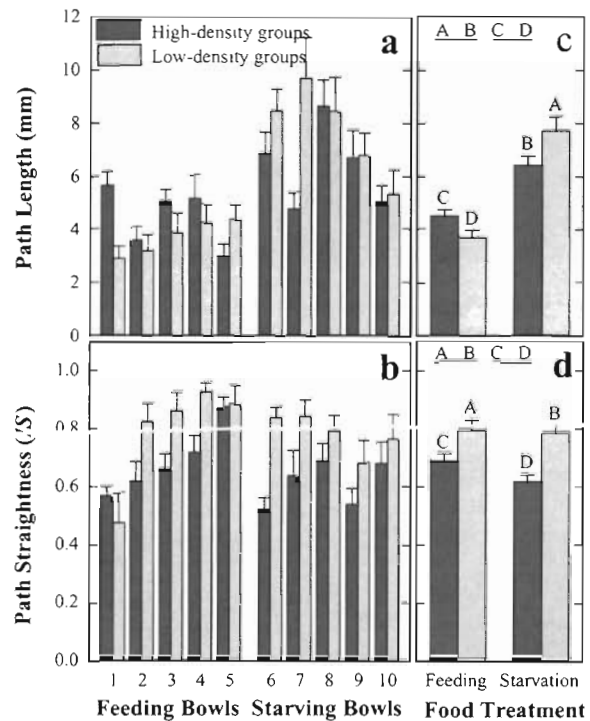 High-density groups
Low-density groups
a
Path Length (mm)
12
10
8
6
4
2
0
c
A B C D
C
D
B
A
b
Path Straightness ('S)
1.0
0.8
0.6
0.4
0.2
0.0
1 2 3 4 5 6 7 8 9 10
Feeding Bowls Starving Bowls
d
A B C D
C
A
D
B
Feeding Starvation
Food Treatment